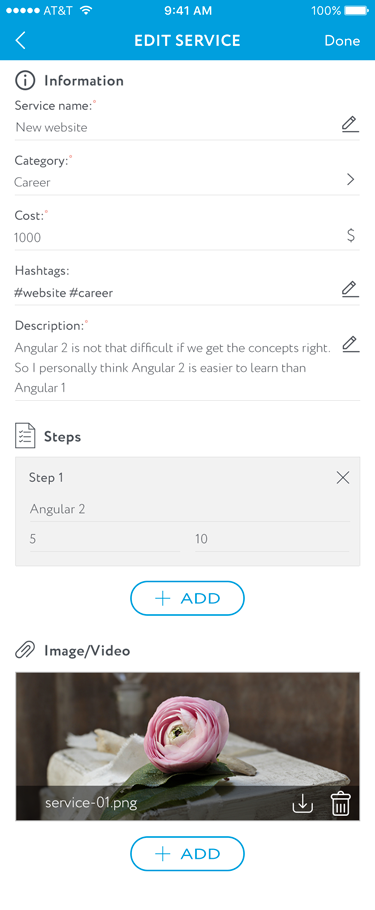 AT&T 9:41 AM 100%
EDIT SERVICE Done
Information
Service name:*
New website
Category:*
Career
Cost:*
1000 $
Hashtags:
#website #career
Description:*
Angular 2 is not that difficult if we get the concepts right.
So I personally think Angular 2 is easier to learn than
Angular 1
Steps
Step 1
Angular 2
5 10
+ ADD
Image/Video
service-01.png
+ ADD